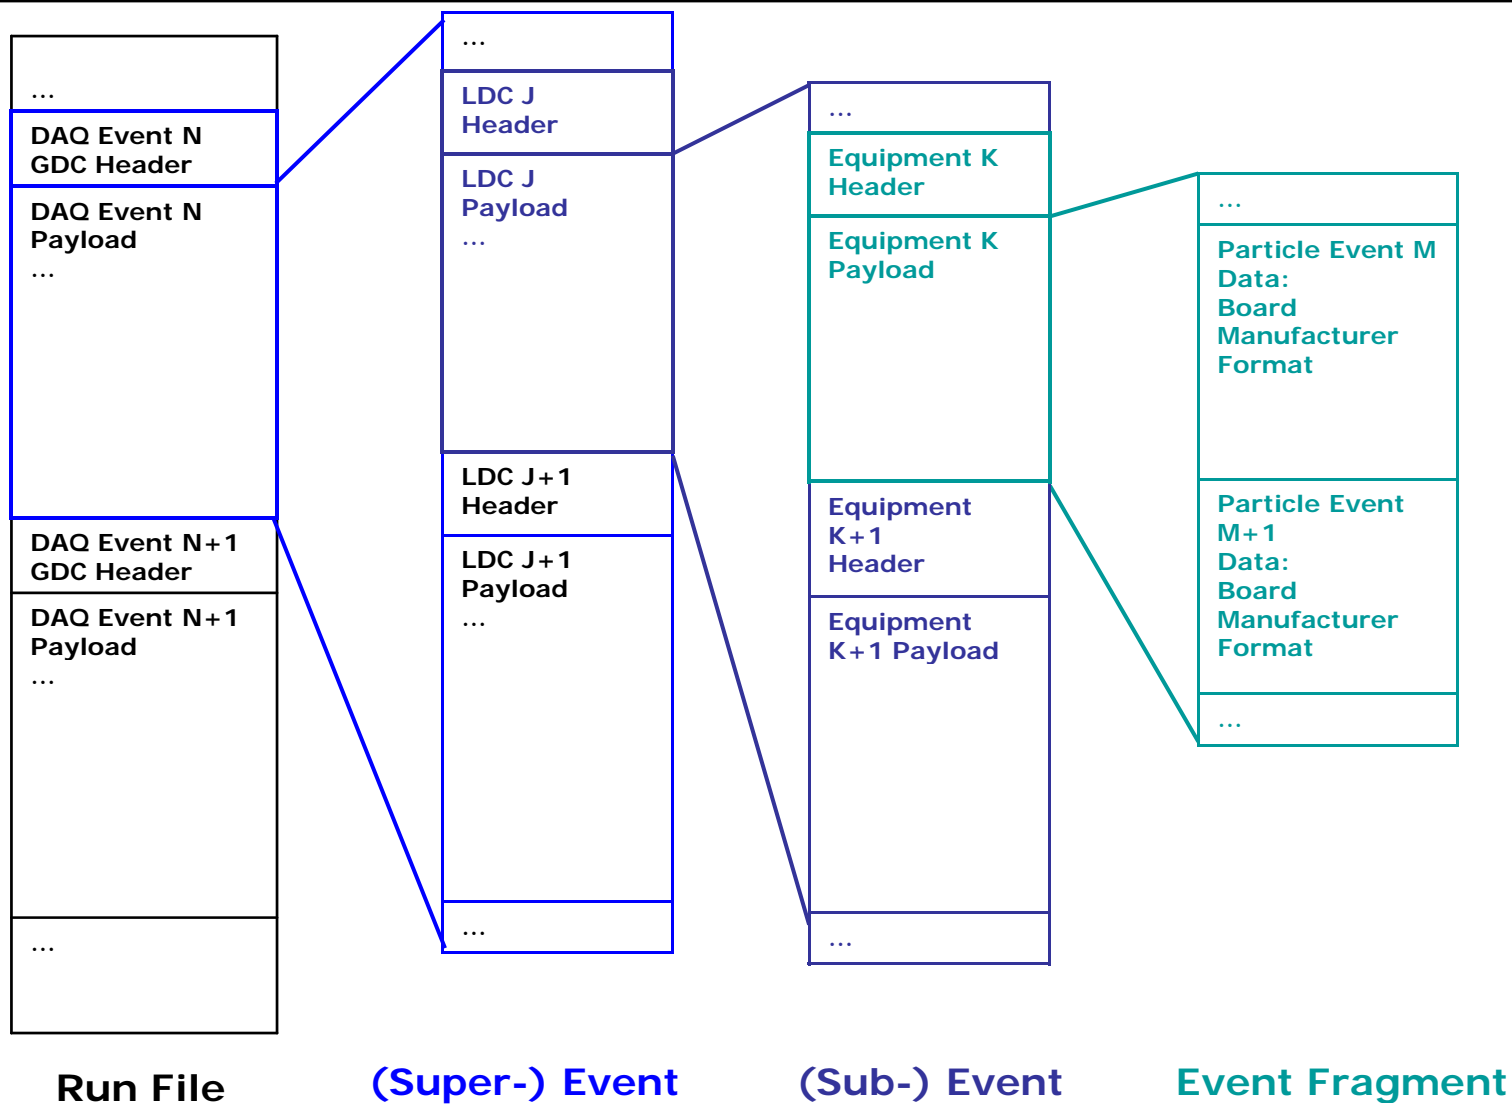 ...
DAQ Event N
GDC Header
DAQ Event N
Payload
...
DAQ Event N+1
GDC Header
DAQ Event N+1
Payload
...
...
Run File
...
LDC J
Header
LDC J
Payload
...
LDC J+1
Header
LDC J+1
Payload
...
...
(Super-) Event
...
Equipment K
Header
Equipment K
Payload
Equipment
K+1
Header
Equipment
K+1 Payload
...
(Sub-) Event
...
Particle Event M
Data:
Board
Manufacturer
Format
Particle Event
M+1
Data:
Board
Manufacturer
Format
...
Event Fragment